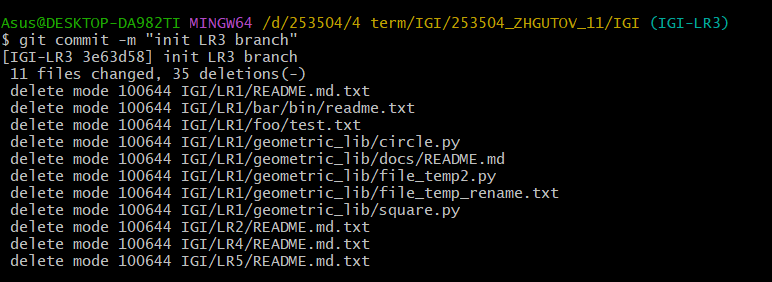 Asus@DESKTOP-DA982TI MINGW64 /d/253504/4 term/IGI/253504_ZHGUTOV_11/IGI (IGI-LR3)
$ git commit -m "init LR3 branch"
[IGI-LR3 3e63d58] init LR3 branch
 11 files changed, 35 deletions(-)
 delete mode 100644 IGI/LR1/README.md.txt
 delete mode 100644 IGI/LR1/bar/bin/readme.txt
 delete mode 100644 IGI/LR1/foo/test.txt
 delete mode 100644 IGI/LR1/geometric_lib/circle.py
 delete mode 100644 IGI/LR1/geometric_lib/docs/README.md
 delete mode 100644 IGI/LR1/geometric_lib/file_temp2.py
 delete mode 100644 IGI/LR1/geometric_lib/file_temp_rename.txt
 delete mode 100644 IGI/LR1/geometric_lib/square.py
 delete mode 100644 IGI/LR2/README.md.txt
 delete mode 100644 IGI/LR4/README.md.txt
 delete mode 100644 IGI/LR5/README.md.txt